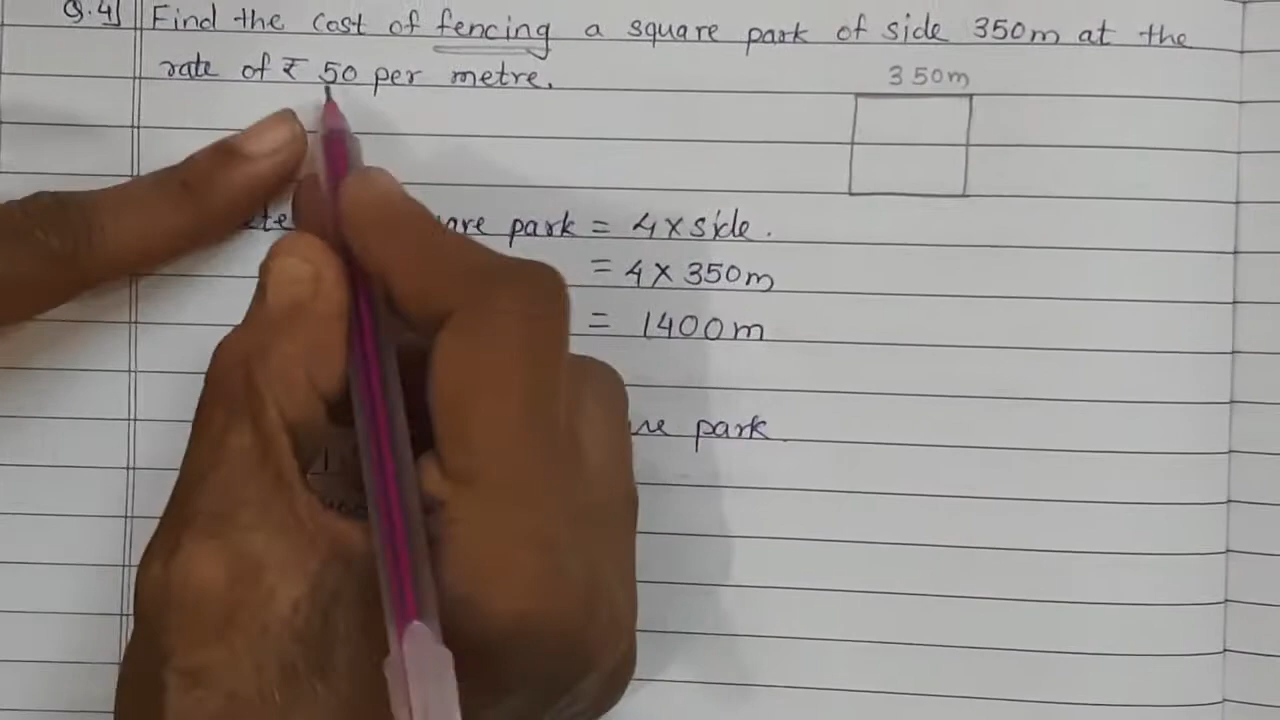 Q.4] Find the cost of fencing a square park of side 350m at the
rate of ₹ 50 per metre.
350m
park = 4 × side.
= 4 × 350m
= 1400m
park